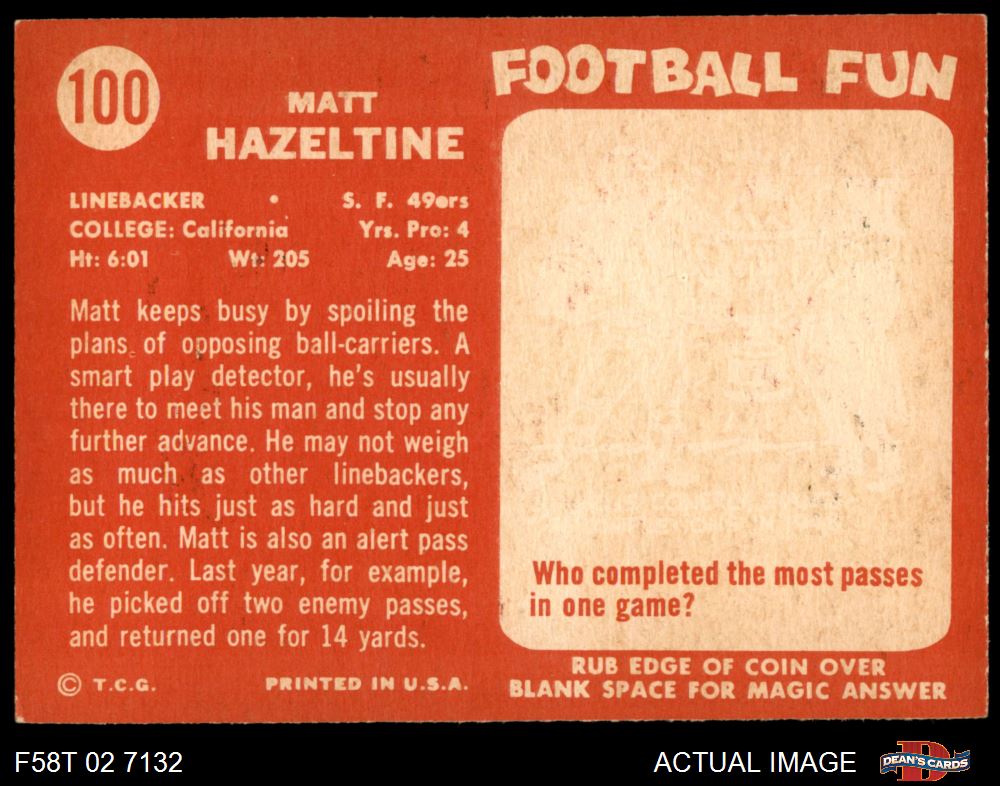 100
MATT
HAZELTINE
LINEBACKER • S. F. 49ers
COLLEGE: California Yrs. Pro: 4
Ht: 6:01 Wt: 205 Age: 25
Matt keeps busy by spoiling the
plans of opposing ball-carriers. A
smart play detector, he's usually
there to meet his man and stop any
further advance. He may not weigh
as much as other linebackers,
but he hits just as hard and just
as often. Matt is also an alert pass
defender. Last year, for example,
he picked off two enemy passes,
and returned one for 14 yards.
© T.C.G. PRINTED IN U.S.A.
FOOTBALL FUN
Who completed the most passes
in one game?
RUB EDGE OF COIN OVER
BLANK SPACE FOR MAGIC ANSWER
F58T 02 7132
ACTUAL IMAGE
D
DEAN'S CARDS